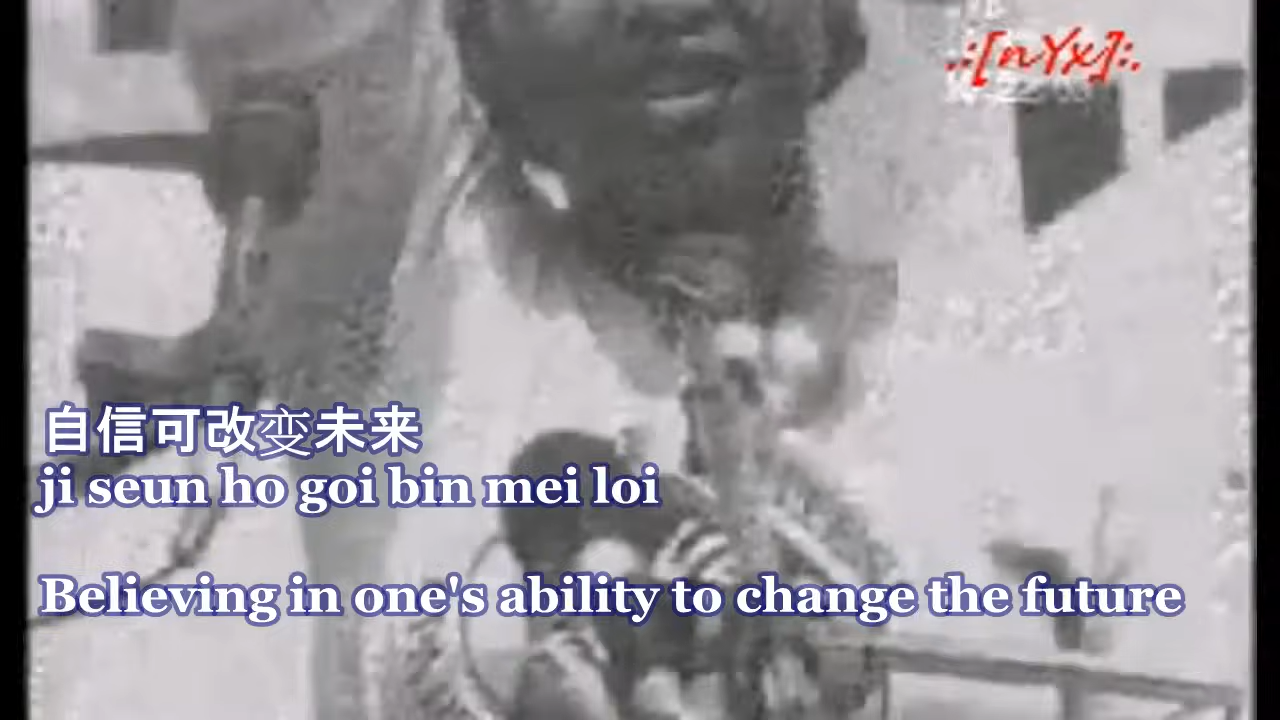 .:[nYx]:.
自信可改变未来
ji seun ho goi bin mei loi
Believing in one's ability to change the future